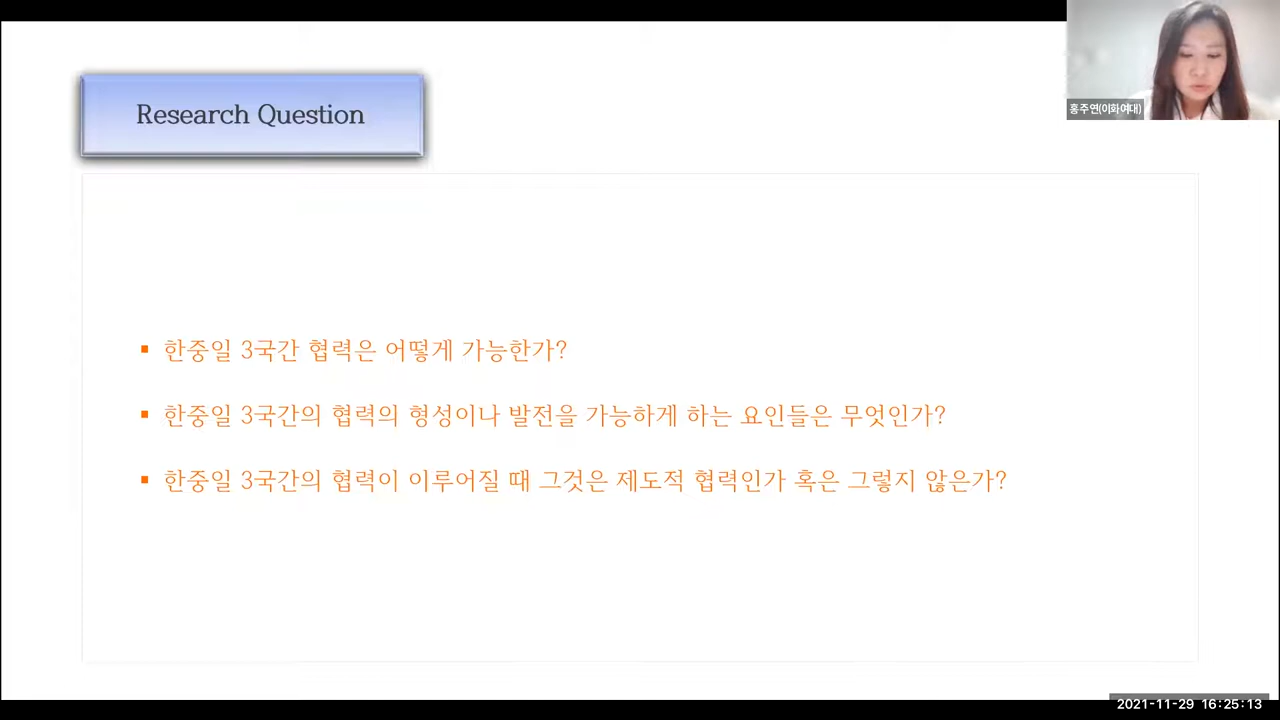 Research Question
홍주연(이화여대)
▪ 한중일 3국간 협력은 어떻게 가능한가?
▪ 한중일 3국간의 협력의 형성이나 발전을 가능하게 하는 요인들은 무엇인가?
▪ 한중일 3국간의 협력이 이루어질 때 그것은 제도적 협력인가 혹은 그렇지 않은가?
2021-11-29 16:25:13